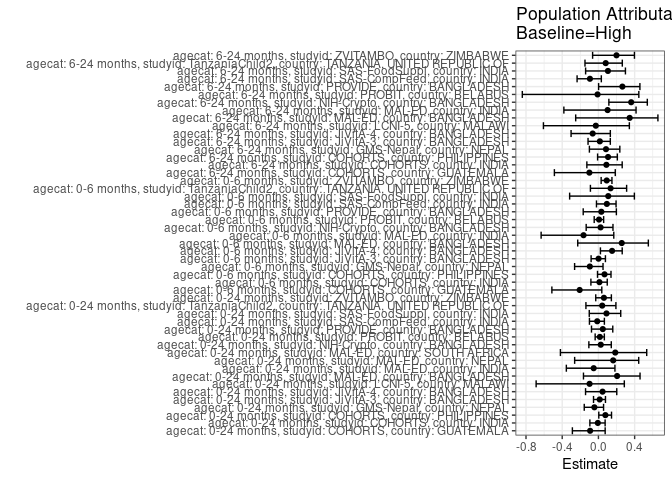 Population Attributa
Baseline=High
agecat: 6-24 months, studyid: ZVITAMBO, country: ZIMBABWE
agecat: 6-24 months, studyid: TanzaniaChild2, country: TANZANIA, UNITED REPUBLIC OF
agecat: 6-24 months, studyid: SAS-FoodSuppl, country: INDIA
agecat: 6-24 months, studyid: SAS-CompFeed, country: INDIA
agecat: 6-24 months, studyid: PROVIDE, country: BANGLADESH
agecat: 6-24 months, studyid: PROBIT, country: BELARUS
agecat: 6-24 months, studyid: NIH-Crypto, country: BANGLADESH
agecat: 6-24 months, studyid: MAL-ED, country: INDIA
agecat: 6-24 months, studyid: MAL-ED, country: BANGLADESH
agecat: 6-24 months, studyid: LCNI-5, country: MALAWI
agecat: 6-24 months, studyid: JiVitA-4, country: BANGLADESH
agecat: 6-24 months, studyid: JiVitA-3, country: BANGLADESH
agecat: 6-24 months, studyid: GMS-Nepal, country: NEPAL
agecat: 6-24 months, studyid: COHORTS, country: PHILIPPINES
agecat: 6-24 months, studyid: COHORTS, country: INDIA
agecat: 6-24 months, studyid: COHORTS, country: GUATEMALA
agecat: 0-6 months, studyid: ZVITAMBO, country: ZIMBABWE
agecat: 0-6 months, studyid: TanzaniaChild2, country: TANZANIA, UNITED REPUBLIC OF
agecat: 0-6 months, studyid: SAS-FoodSuppl, country: INDIA
agecat: 0-6 months, studyid: SAS-CompFeed, country: INDIA
agecat: 0-6 months, studyid: PROVIDE, country: BANGLADESH
agecat: 0-6 months, studyid: PROBIT, country: BELARUS
agecat: 0-6 months, studyid: NIH-Crypto, country: BANGLADESH
agecat: 0-6 months, studyid: MAL-ED, country: INDIA
agecat: 0-6 months, studyid: MAL-ED, country: BANGLADESH
agecat: 0-6 months, studyid: JiVitA-4, country: BANGLADESH
agecat: 0-6 months, studyid: JiVitA-3, country: BANGLADESH
agecat: 0-6 months, studyid: GMS-Nepal, country: NEPAL
agecat: 0-6 months, studyid: COHORTS, country: PHILIPPINES
agecat: 0-6 months, studyid: COHORTS, country: INDIA
agecat: 0-6 months, studyid: COHORTS, country: GUATEMALA
agecat: 0-24 months, studyid: ZVITAMBO, country: ZIMBABWE
agecat: 0-24 months, studyid: TanzaniaChild2, country: TANZANIA, UNITED REPUBLIC OF
agecat: 0-24 months, studyid: SAS-FoodSuppl, country: INDIA
agecat: 0-24 months, studyid: SAS-CompFeed, country: INDIA
agecat: 0-24 months, studyid: PROVIDE, country: BANGLADESH
agecat: 0-24 months, studyid: PROBIT, country: BELARUS
agecat: 0-24 months, studyid: NIH-Crypto, country: BANGLADESH
agecat: 0-24 months, studyid: MAL-ED, country: SOUTH AFRICA
agecat: 0-24 months, studyid: MAL-ED, country: NEPAL
agecat: 0-24 months, studyid: MAL-ED, country: INDIA
agecat: 0-24 months, studyid: MAL-ED, country: BANGLADESH
agecat: 0-24 months, studyid: LCNI-5, country: MALAWI
agecat: 0-24 months, studyid: JiVitA-4, country: BANGLADESH
agecat: 0-24 months, studyid: JiVitA-3, country: BANGLADESH
agecat: 0-24 months, studyid: GMS-Nepal, country: NEPAL
agecat: 0-24 months, studyid: COHORTS, country: PHILIPPINES
agecat: 0-24 months, studyid: COHORTS, country: INDIA
agecat: 0-24 months, studyid: COHORTS, country: GUATEMALA
-0.8 -0.4 0.0 0.4
Estimate